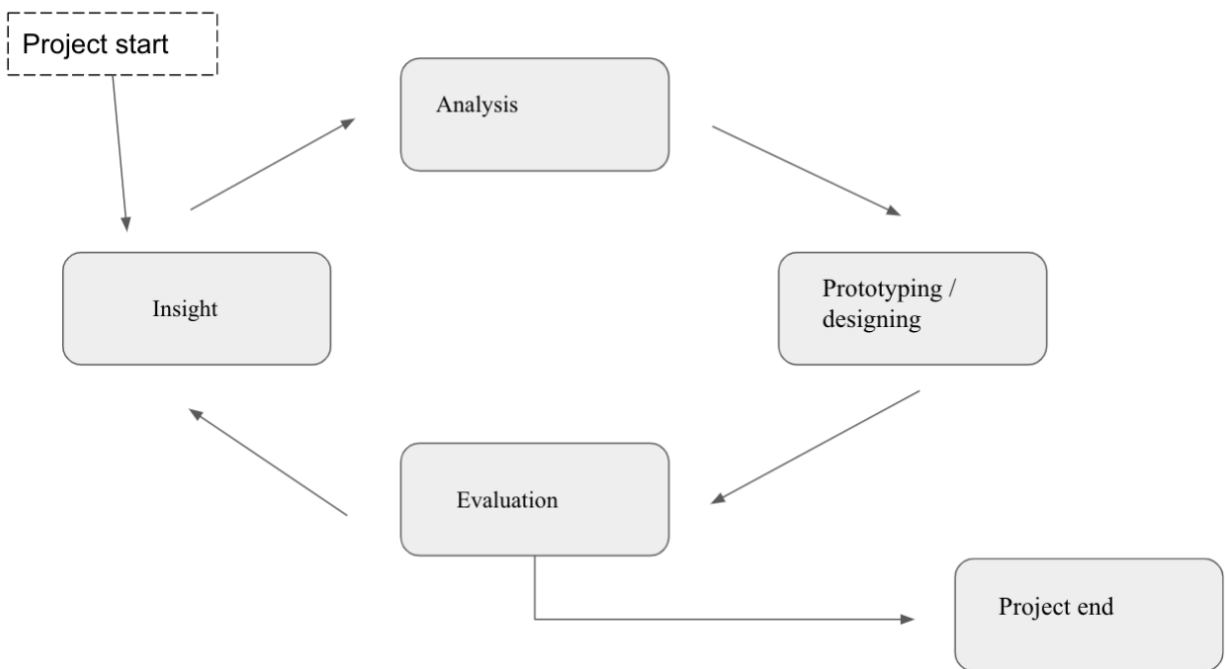 Project start
Analysis
Insight
Prototyping /
designing
Evaluation
Project end